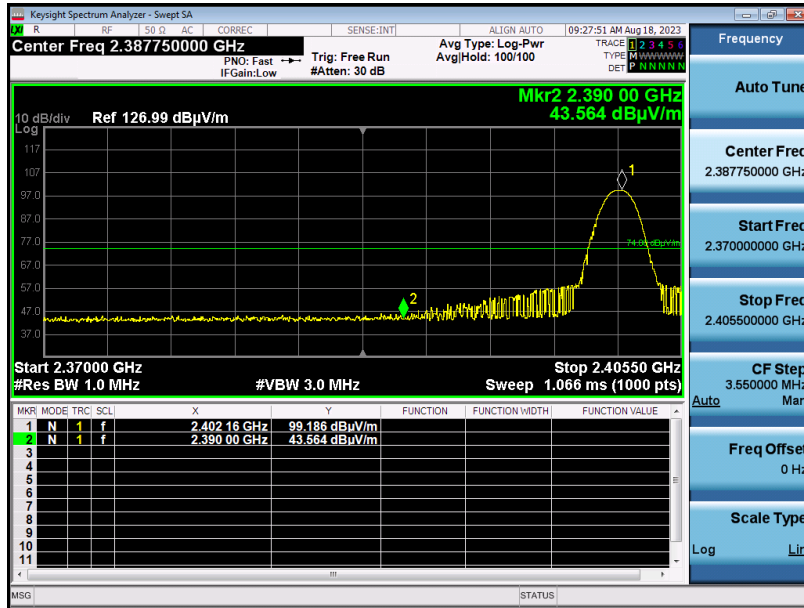 Keysight Spectrum Analyzer - Swept SA
LXI R RF 50 Ω AC CORREC SENSE:INT ALIGN AUTO 09:27:51 AM Aug 18, 2023
Center Freq 2.387750000 GHz
PNO: Fast
IFGain:Low
Trig: Free Run
#Atten: 30 dB
Avg Type: Log-Pwr
Avg|Hold: 100/100
TRACE 1 2 3 4 5 6
TYPE M W W W W W
DET P N N N N N
Frequency
Mkr2 2.390 00 GHz
43.564 dBµV/m
10 dB/div Ref 126.99 dBµV/m
Log
117
107
97.0
87.0
77.0
67.0
57.0
47.0
37.0
1
74.00 dBµV/m
2
Start 2.37000 GHz Stop 2.40550 GHz
#Res BW 1.0 MHz #VBW 3.0 MHz Sweep 1.066 ms (1000 pts)
MKR MODE TRC SCL X Y FUNCTION FUNCTION WIDTH FUNCTION VALUE
1 N 1 f 2.402 16 GHz 99.186 dBµV/m
2 N 1 f 2.390 00 GHz 43.564 dBµV/m
3
4
5
6
7
8
9
10
11
MSG STATUS
Auto Tune
Center Freq
2.387750000 GHz
Start Freq
2.370000000 GHz
Stop Freq
2.405500000 GHz
CF Step
3.550000 MHz
Auto Man
Freq Offset
0 Hz
Scale Type
Log Lin